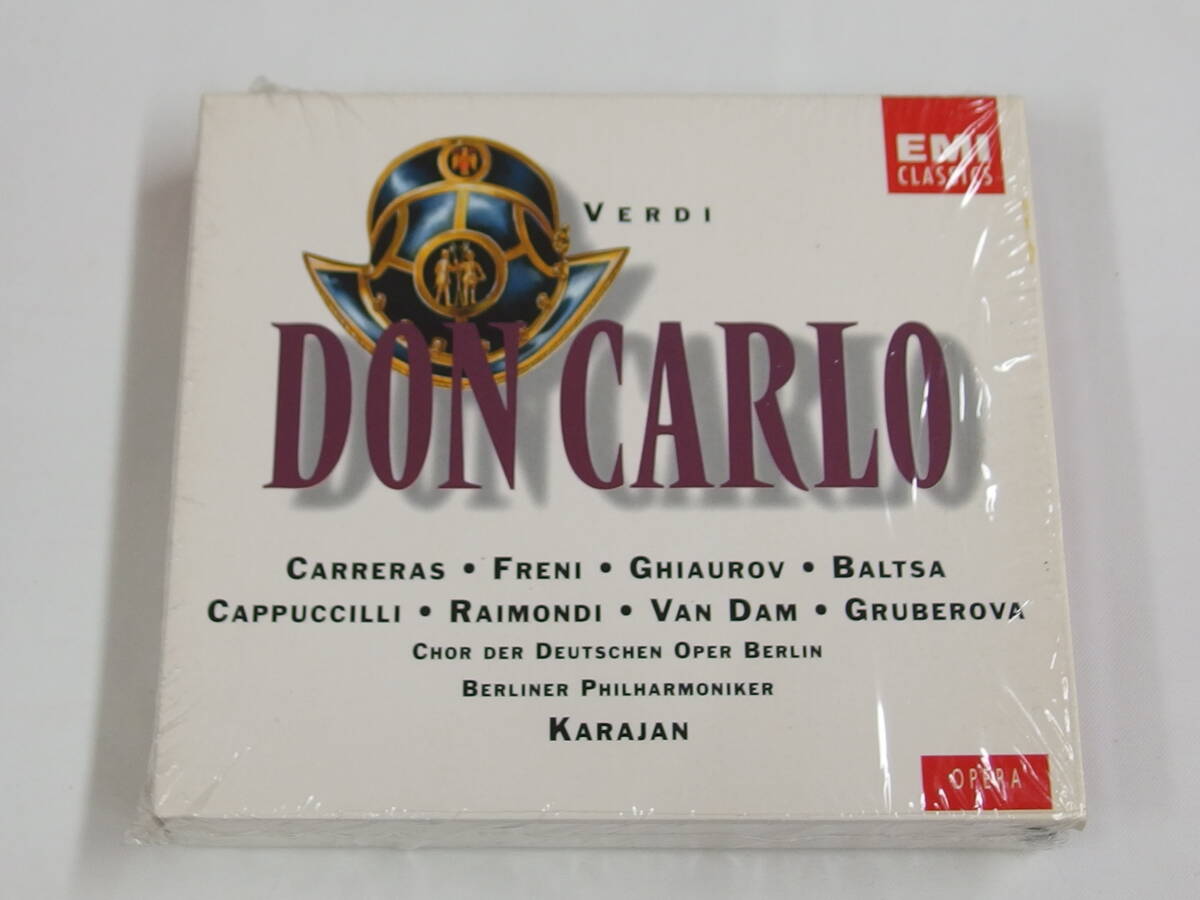 EMI
CLASSICS
VERDI
DON CARLO
CARRERAS • FRENI • GHIAUROV • BALTSA
CAPPUCCILLI • RAIMONDI • VAN DAM • GRUBEROVA
CHOR DER DEUTSCHEN OPER BERLIN
BERLINER PHILHARMONIKER
KARAJAN
OPERA